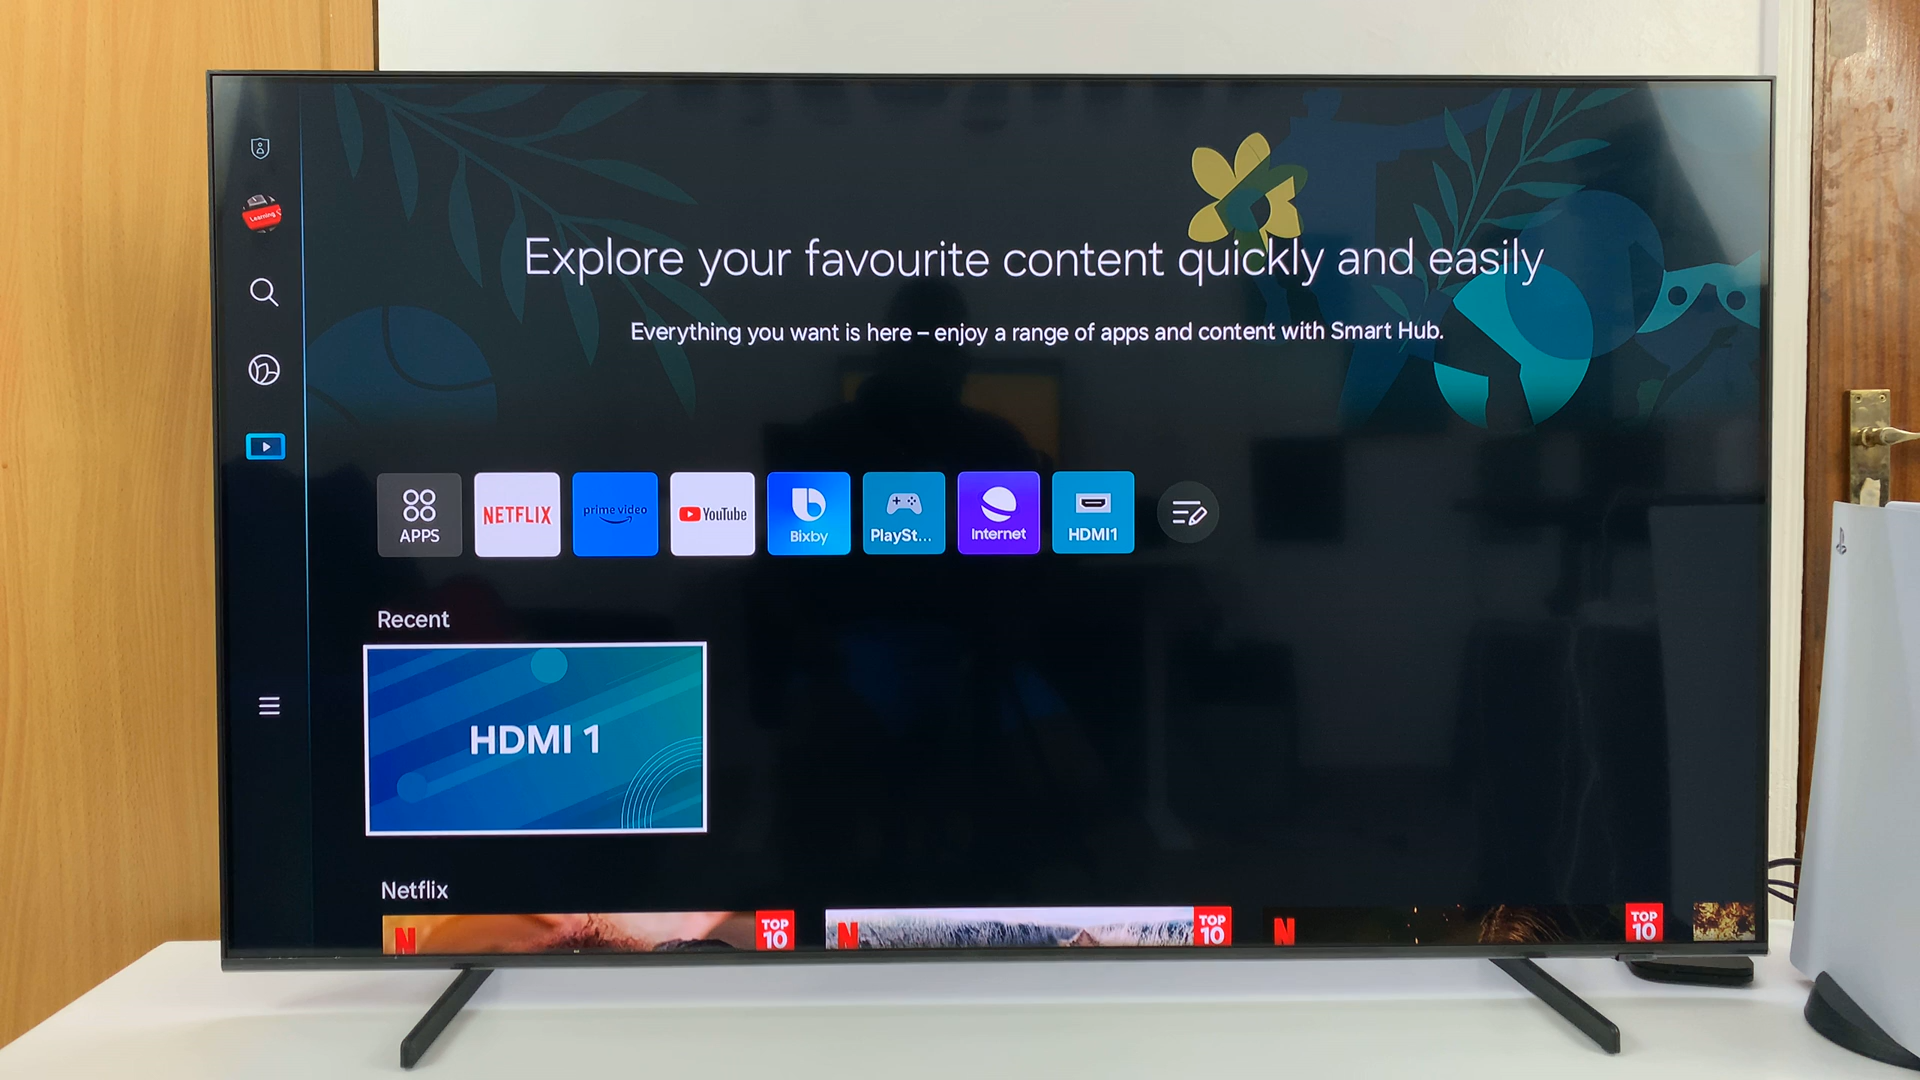 Learning
Explore your favourite content quickly and easily
Everything you want is here – enjoy a range of apps and content with Smart Hub.
APPS
NETFLIX
prime video
YouTube
Bixby
PlaySt...
Internet
HDMI1
Recent
HDMI 1
Netflix
N
TOP
10
N
TOP
10
N
TOP
10